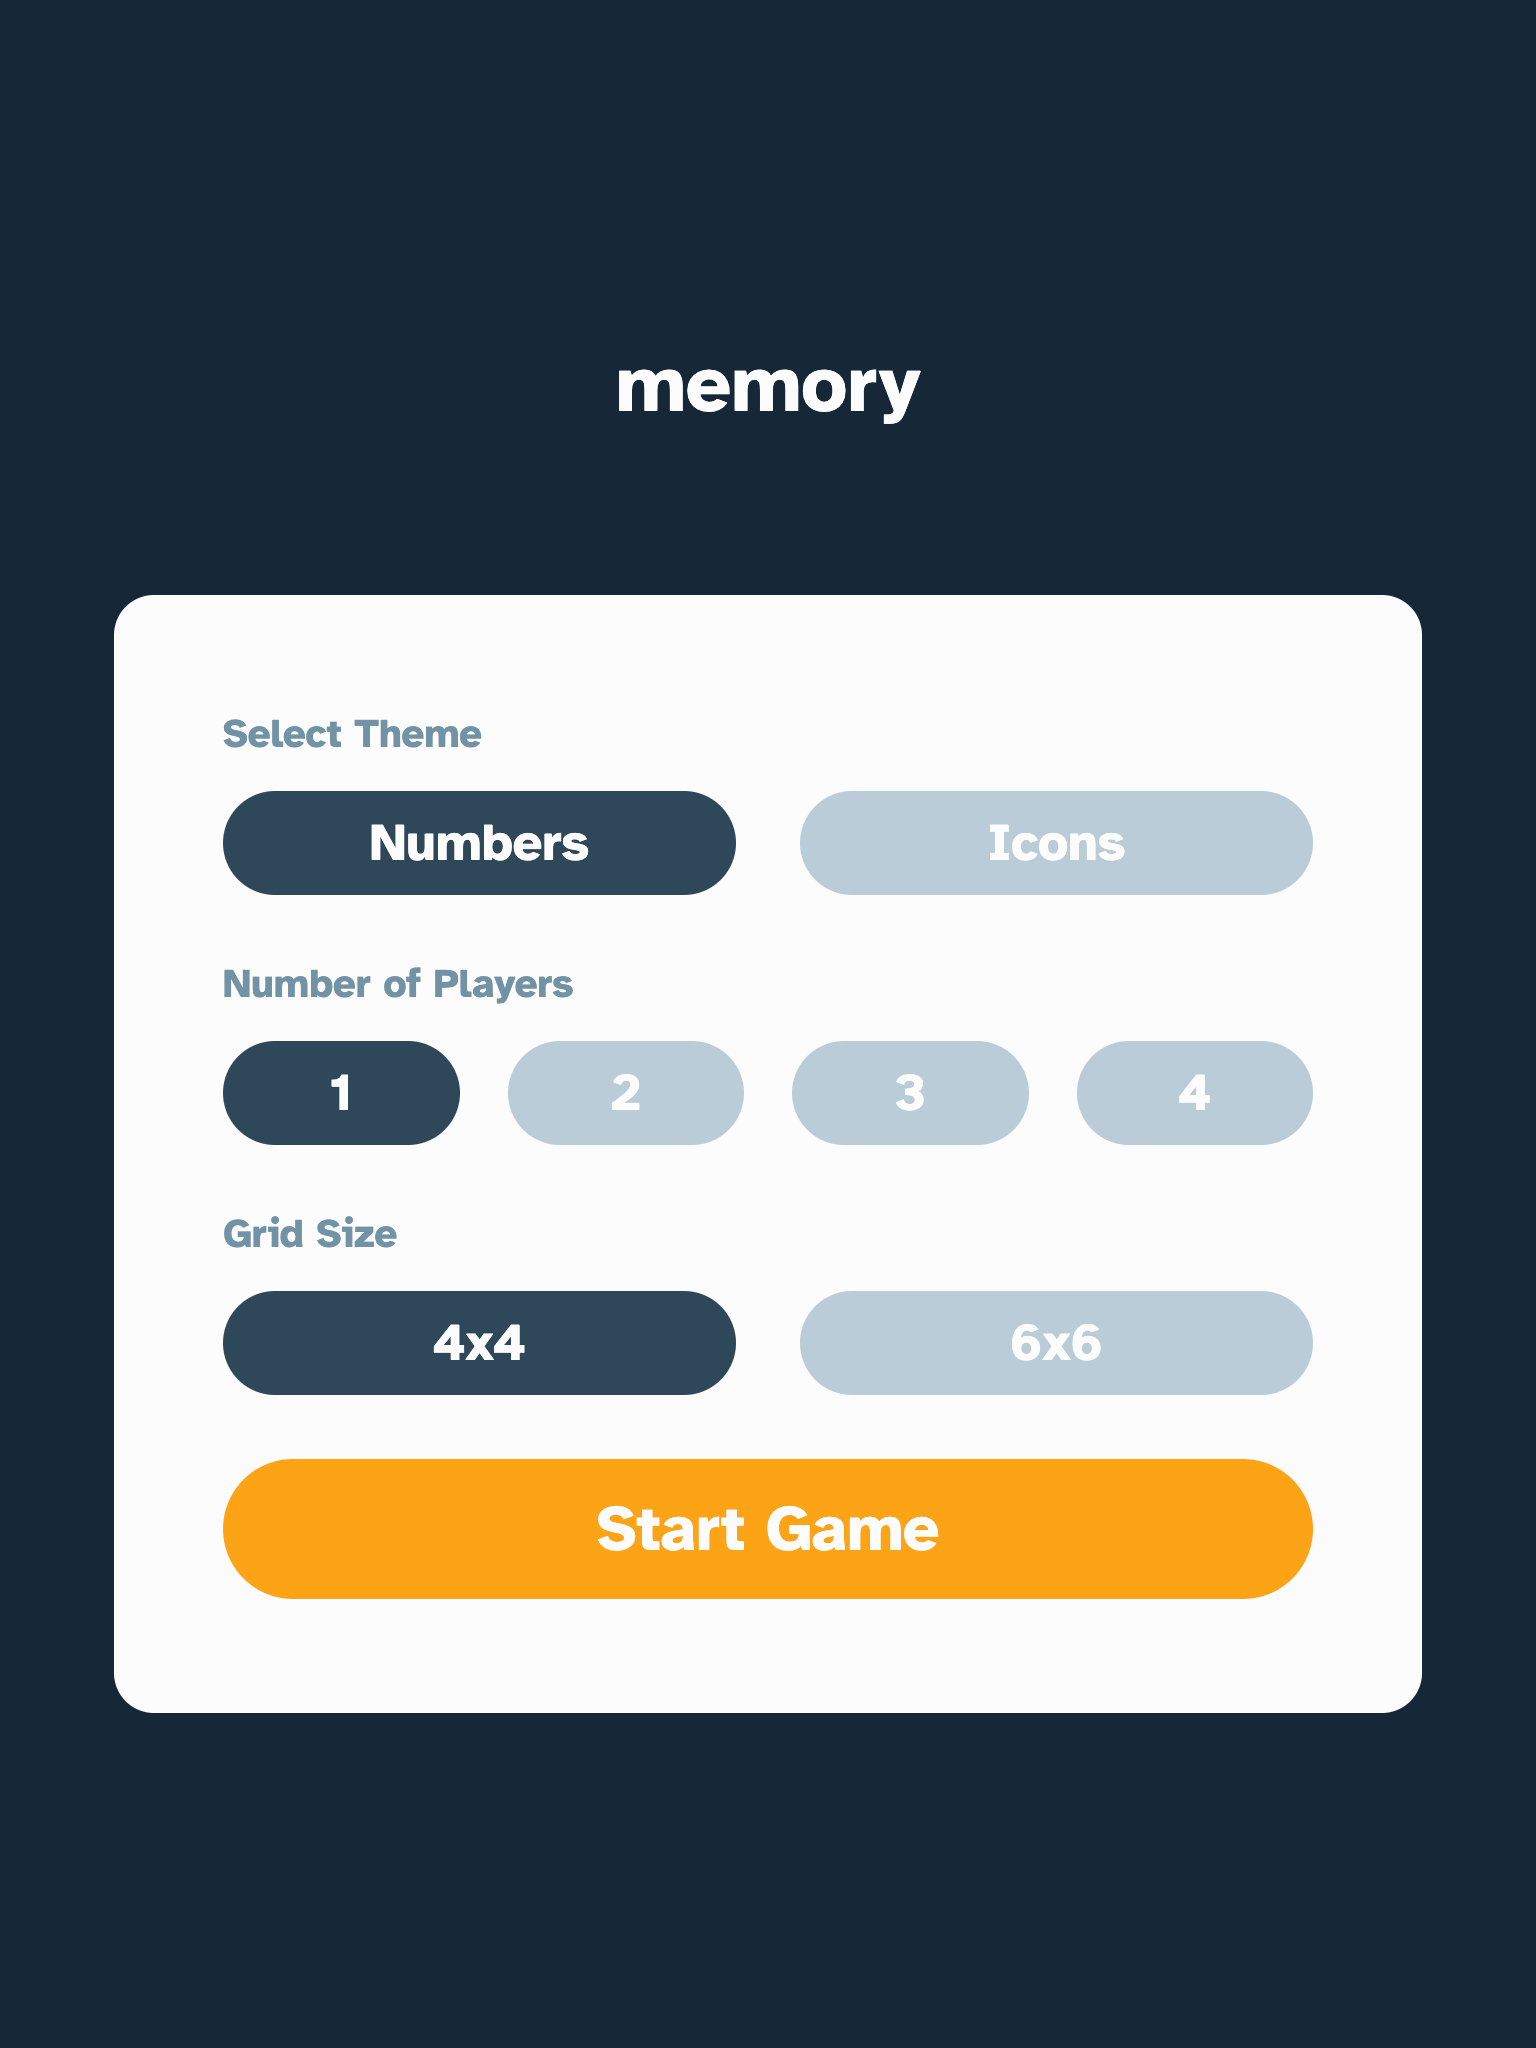 memory
Select Theme
Numbers
Icons
Number of Players
1
2
3
4
Grid Size
4x4
6x6
Start Game